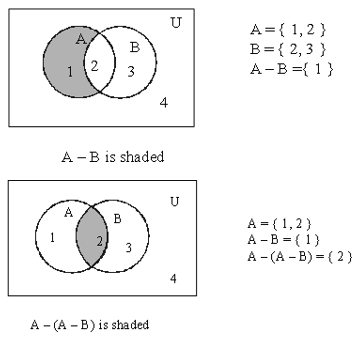 U
A
B
1
2
3
4
A = { 1, 2 }
B = { 2, 3 }
A – B ={ 1 }
A – B is shaded
U
A
B
1
2
3
4
A = { 1, 2 }
A – B = { 1 }
A – (A – B) = { 2 }
A – (A – B) is shaded